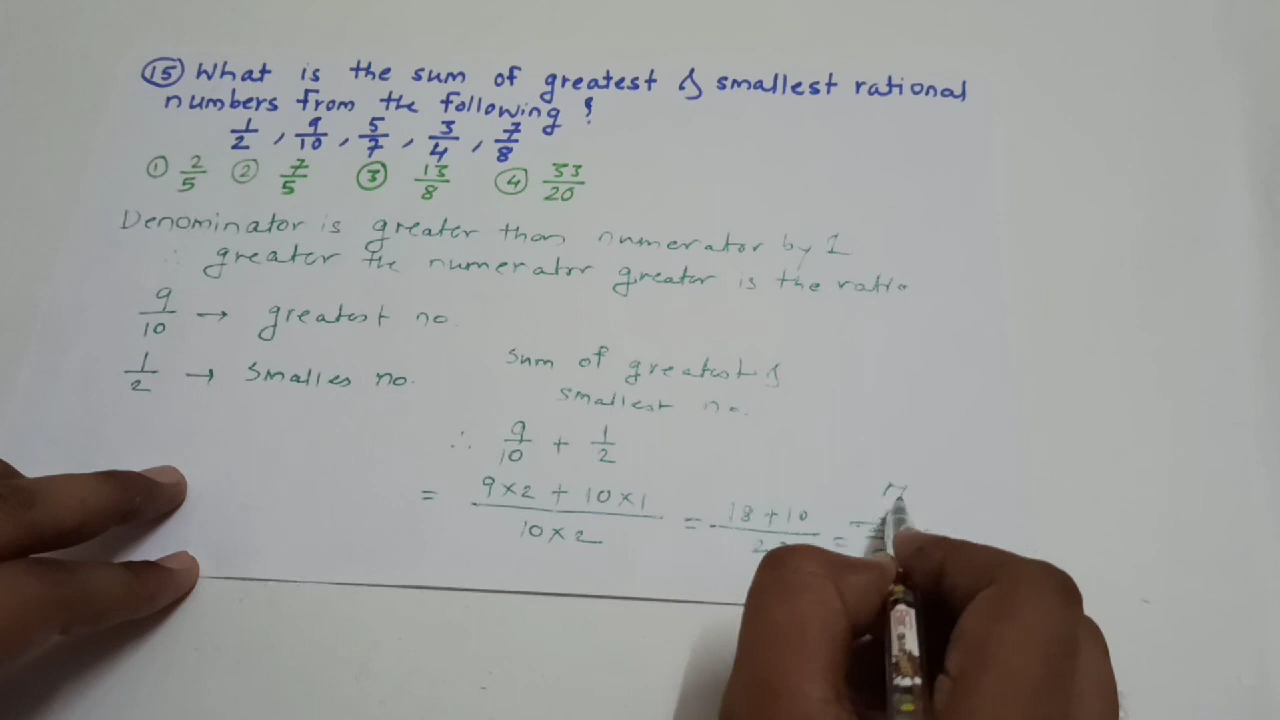 15 What is the sum of greatest & smallest rational
numbers from the following ?
1/2 , 9/10 , 5/7 , 3/4 , 7/8
① 2/5 ② 7/5 ③ 13/8 ④ 33/20
Denominator is greater than numerator by 1
∴ greater the numerator greater is the ratio
9/10 → greatest no.
1/2 → Smalles no.
Sum of greatest &
smallest no.
∴ 9/10 + 1/2
= (9×2 + 10×1)/(10×2) = 18+10 =
7